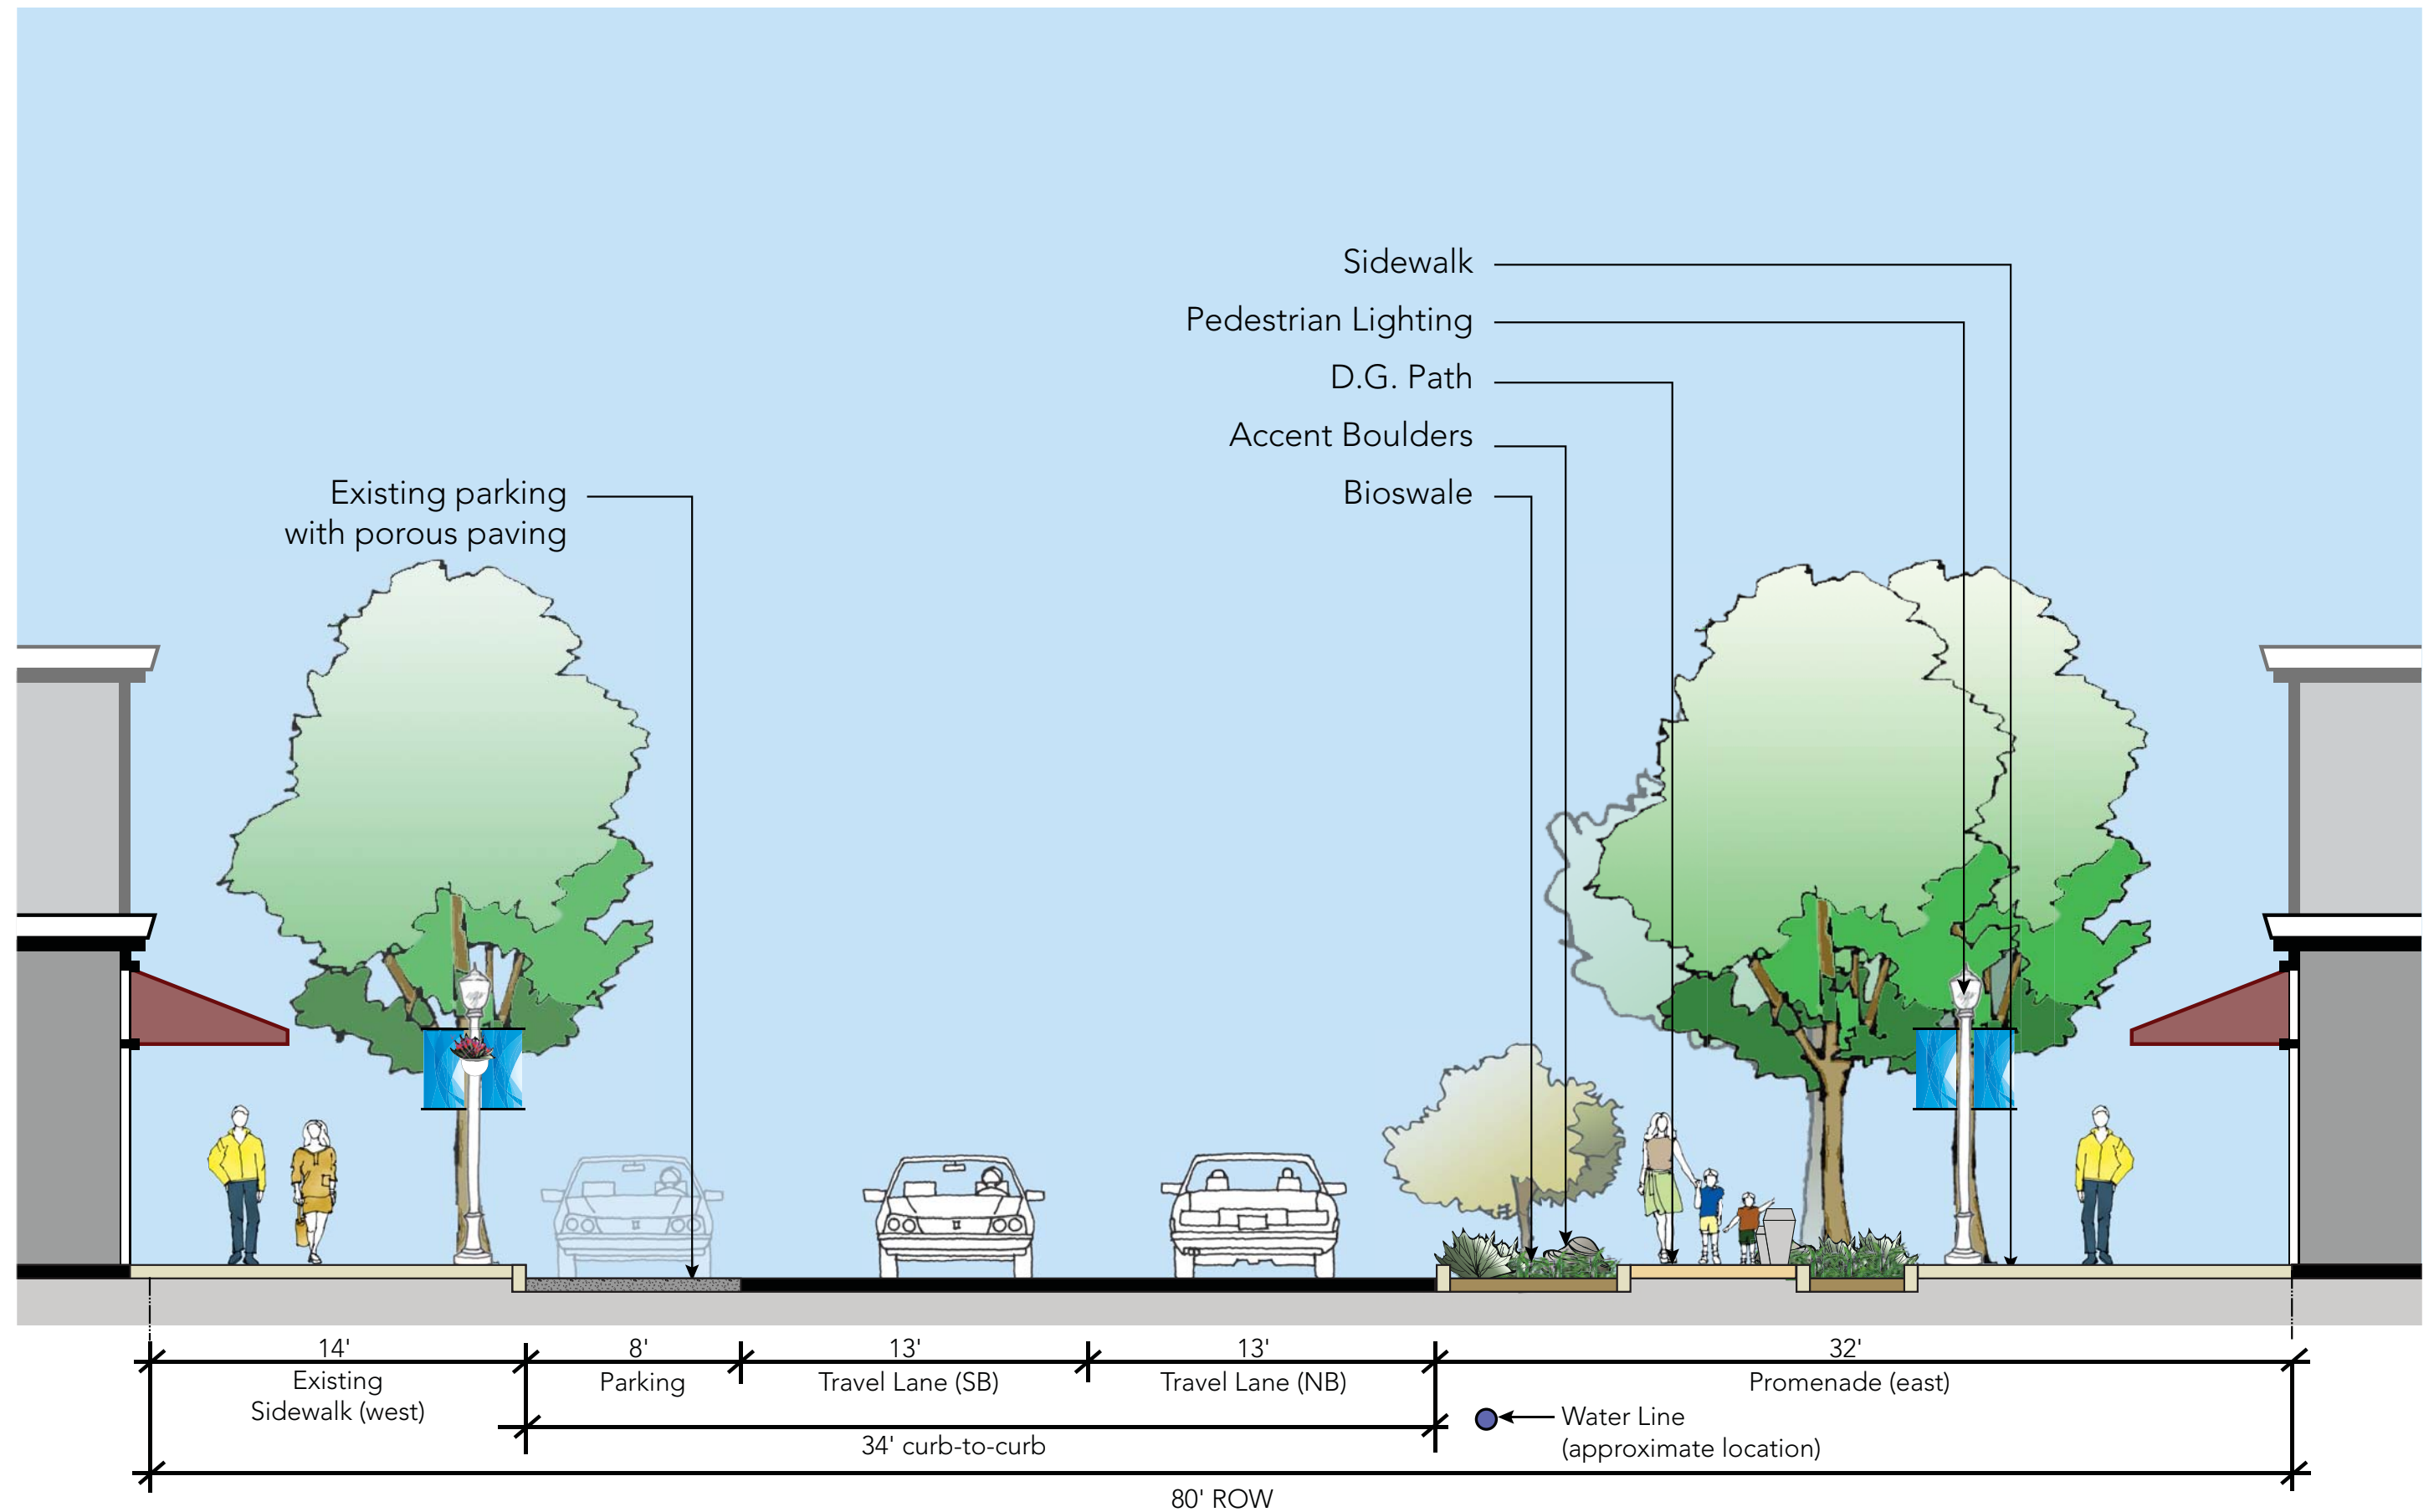 Sidewalk
Pedestrian Lighting
D.G. Path
Accent Boulders
Bioswale
Existing parking
with porous paving
14'
8'
13'
13'
32'
Existing
Sidewalk (west)
Parking
Travel Lane (SB)
Travel Lane (NB)
Promenade (east)
Water Line
(approximate location)
34' curb-to-curb
80' ROW